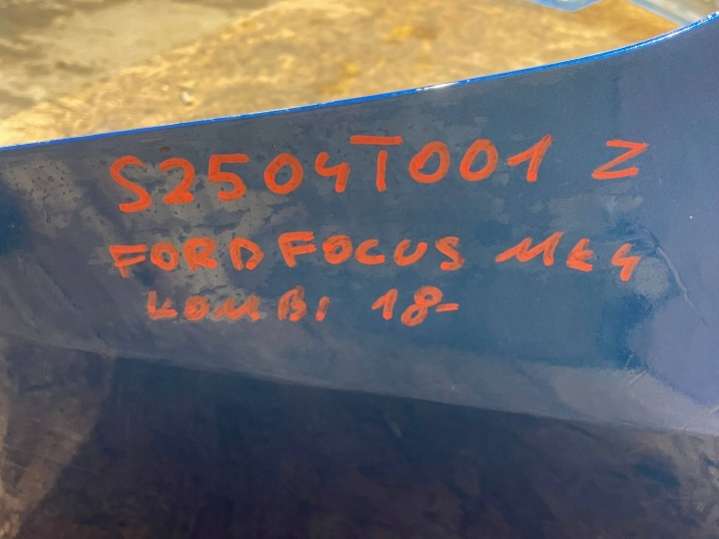 S2504T001 Z
FORD FOCUS MK4
KOMBI 18-